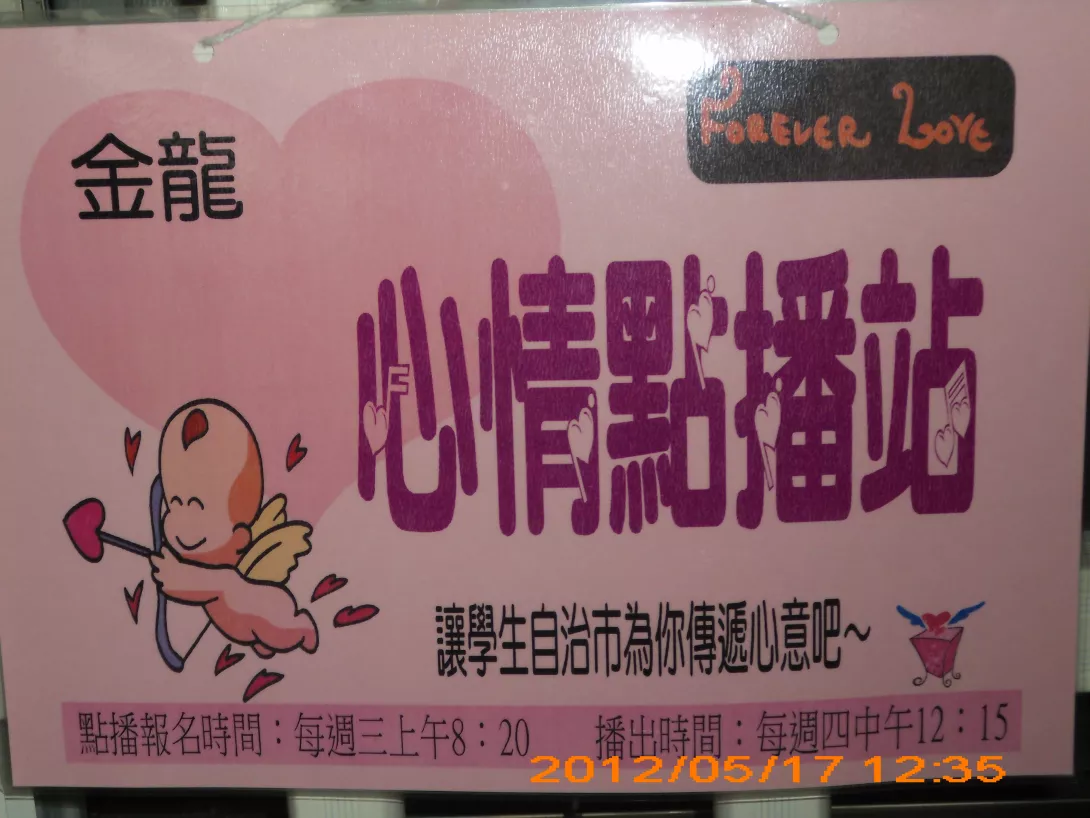 金龍
FOREVER LOVE
心情點播站
讓學生自治市為你傳遞心意吧~
點播報名時間：每週三上午8：20 播出時間：每週四中午12：15
2012/05/17 12:35